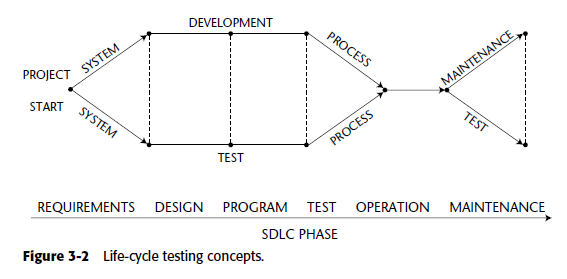 DEVELOPMENT
SYSTEM
PROCESS
MAINTENANCE
PROJECT
START
SYSTEM
PROCESS
TEST
TEST
REQUIREMENTS DESIGN PROGRAM TEST OPERATION MAINTENANCE
SDLC PHASE
Figure 3-2 Life-cycle testing concepts.